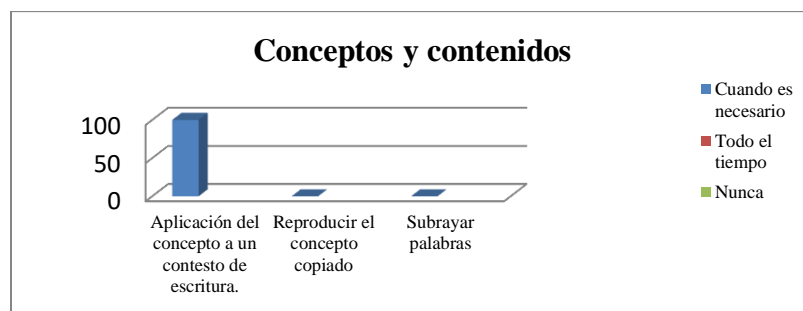 Conceptos y contenidos
100
50
0
Aplicación del
concepto a un
contesto de
escritura.
Reproducir el
concepto
copiado
Subrayar
palabras
Cuando es
necesario
Todo el
tiempo
Nunca